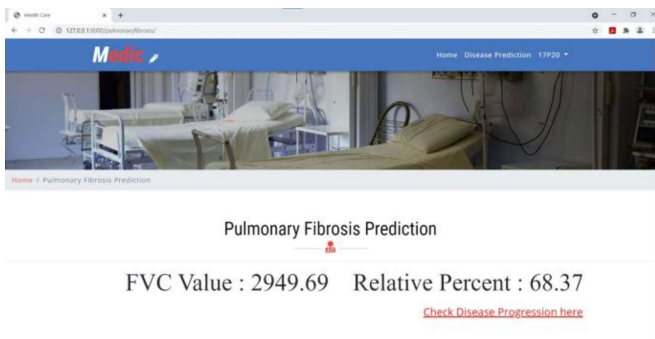 Health Care
127.0.0.1:8000/pulmonaryfibrosis/
Medic
Home Disease Prediction 17P20
Home / Pulmonary Fibrosis Prediction
Pulmonary Fibrosis Prediction
FVC Value : 2949.69 Relative Percent : 68.37
Check Disease Progression here